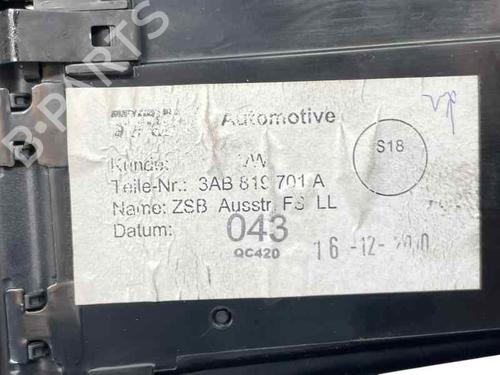 B-PARTS
Automotive
S18
Kunde: VW
Teile-Nr.: 3AB 819 701 A
Name: ZSB Ausstr. FS LL
Datum: 043
QC420
16-12-2010